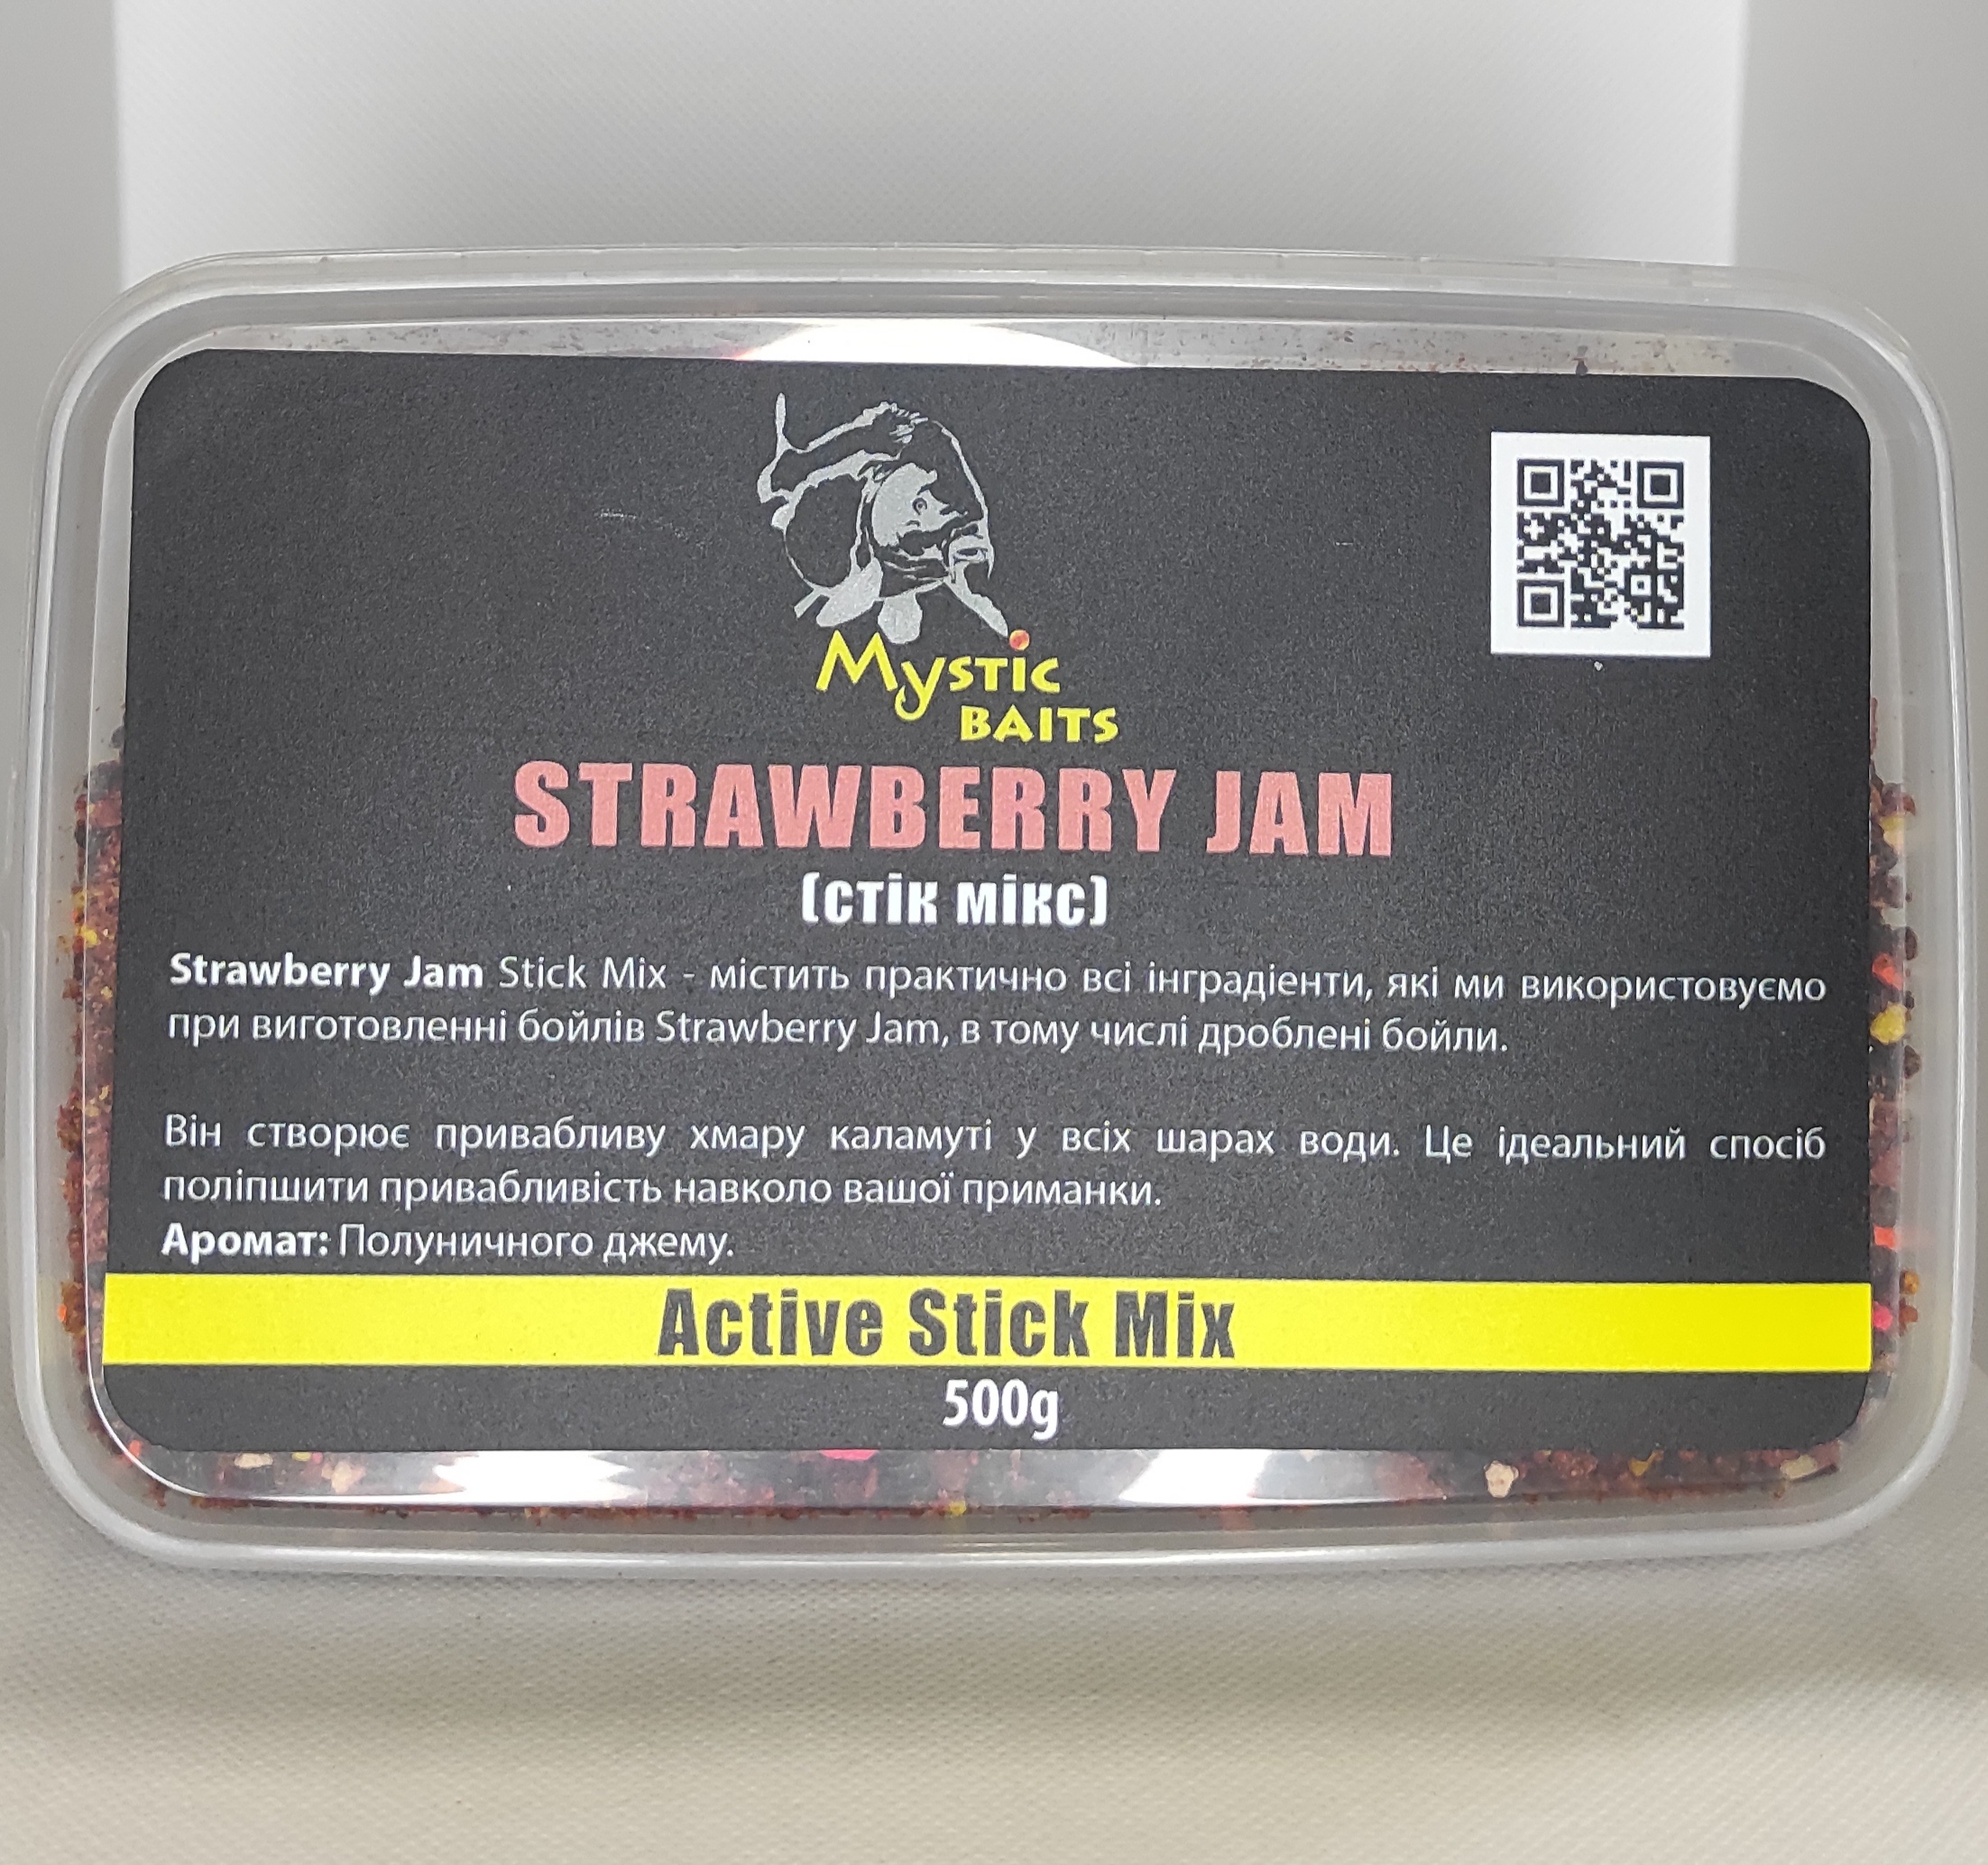 Mystic
BAITS
STRAWBERRY JAM
(стік мікс)
Strawberry Jam Stick Mix - містить практично всі інградіенти, які ми використовуємо
при виготовленні бойлів Strawberry Jam, в тому числі дроблені бойли.
Він створює привабливу хмару каламуті у всіх шарах води. Це ідеальний спосіб
поліпшити привабливість навколо вашої приманки.
Аромат: Полуничного джему.
Active Stick Mix
500g